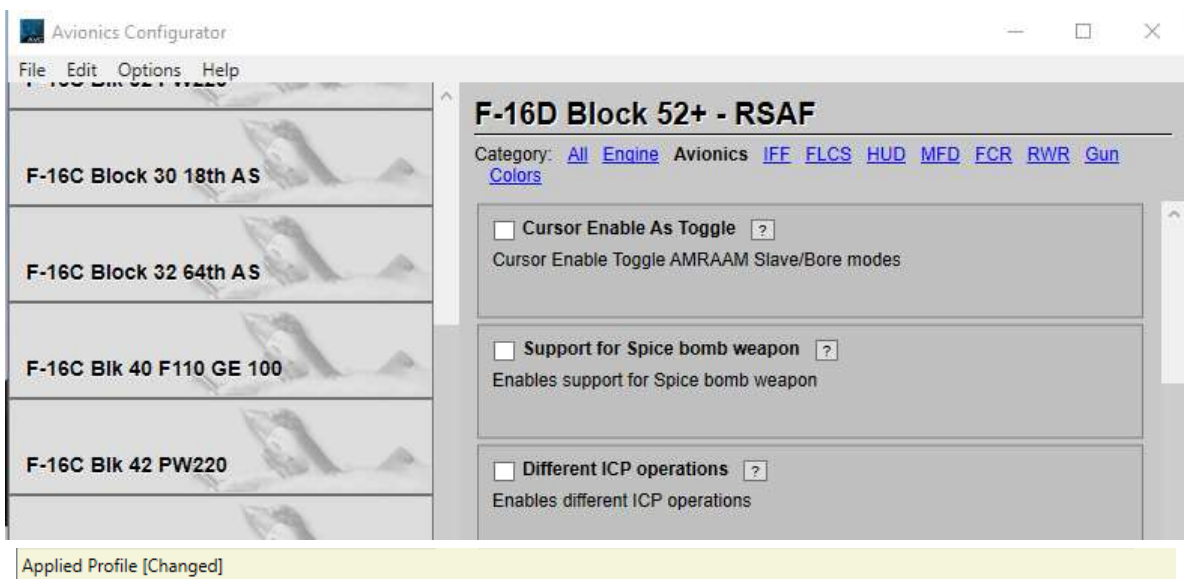 Avionics Configurator
File Edit Options Help
F-16D Block 52+ - RSAF
Category: All Engine Avionics IFF FLCS HUD MFD FCR RWR Gun
Colors
F-16C Block 30 18th AS
F-16C Block 32 64th AS
F-16C Blk 40 F110 GE 100
F-16C Blk 42 PW220
Cursor Enable As Toggle ?
Cursor Enable Toggle AMRAAM Slave/Bore modes
Support for Spice bomb weapon ?
Enables support for Spice bomb weapon
Different ICP operations ?
Enables different ICP operations
Applied Profile [Changed]